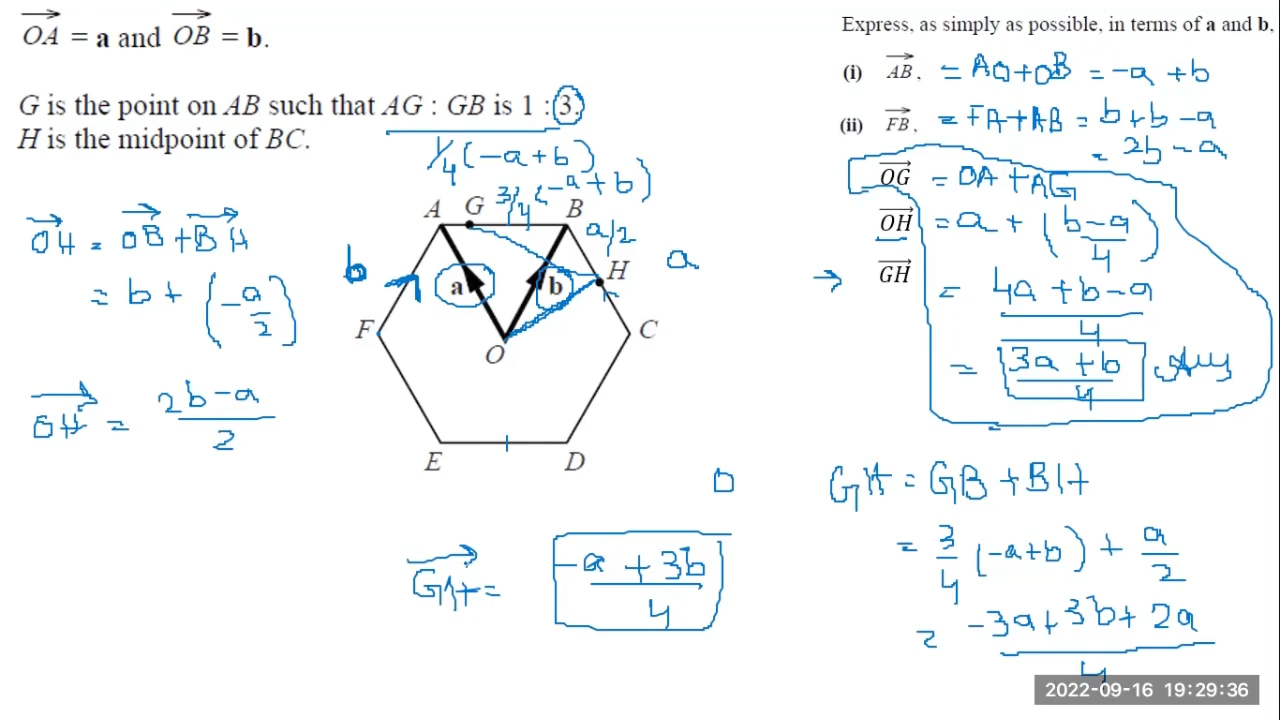 OA = a and OB = b.
G is the point on AB such that AG : GB is 1 : 3.
H is the midpoint of BC.
1/4 (-a + b)
3/4 (-a + b)
A G B
a/2
H
a
b
a b
F O C
E D
OH = OB + BH
= b + (-a/2)
OH = 2b - a / 2
GH = -a + 3b / 4
Express, as simply as possible, in terms of a and b,
(i) AB, = AO + OB = -a + b
(ii) FB, = FA + AB = b + b - a
= 2b - a
OG = OA + AG
OH = a + (b - a / 4)
GH
= 4a + b - a / 4
= 3a + b / 4 Ans
=
GH = GB + BH
= 3/4 (-a + b) + a/2
= -3a + 3b + 2a / 4
2022-09-16 19:29:36